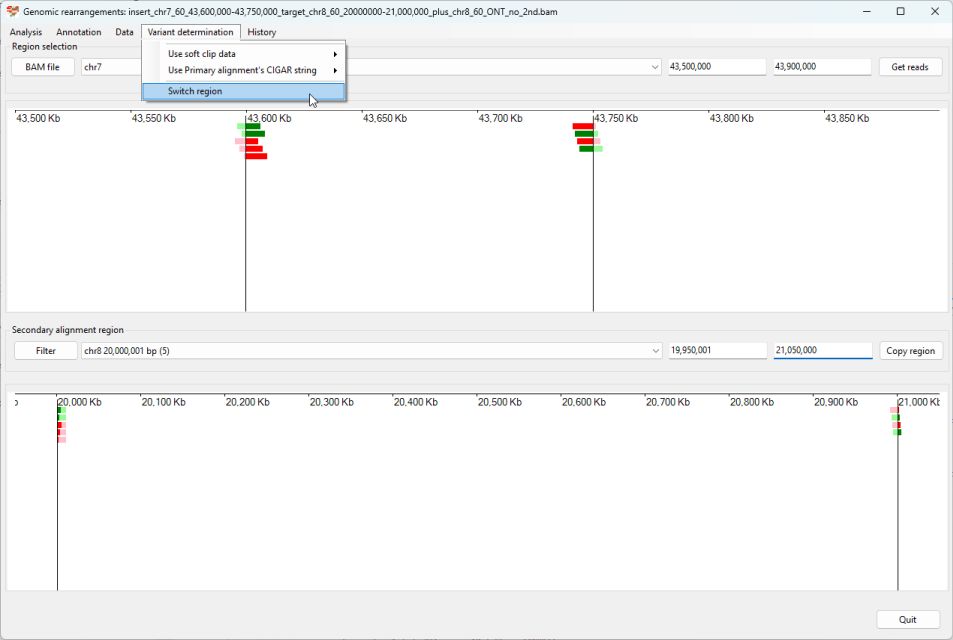 Genomic rearrangements: insert_chr7_60_43,600,000-43,750,000_target_chr8_60_20000000-21,000,000_plus_chr8_60_ONT_no_2nd.bam
Analysis Annotation Data Variant determination History
Region selection
Use soft clip data
BAM file chr7 43,500,000 43,900,000 Get reads
Use Primary alignment's CIGAR string
Switch region
43,500 Kb 43,550 Kb 43,600 Kb 43,650 Kb 43,700 Kb 43,750 Kb 43,800 Kb 43,850 Kb
Secondary alignment region
Filter chr8 20,000,001 bp (5) 19,950,001 21,050,000 Copy region
20,000 Kb 20,100 Kb 20,200 Kb 20,300 Kb 20,400 Kb 20,500 Kb 20,600 Kb 20,700 Kb 20,800 Kb 20,900 Kb 21,000 Kb
Quit